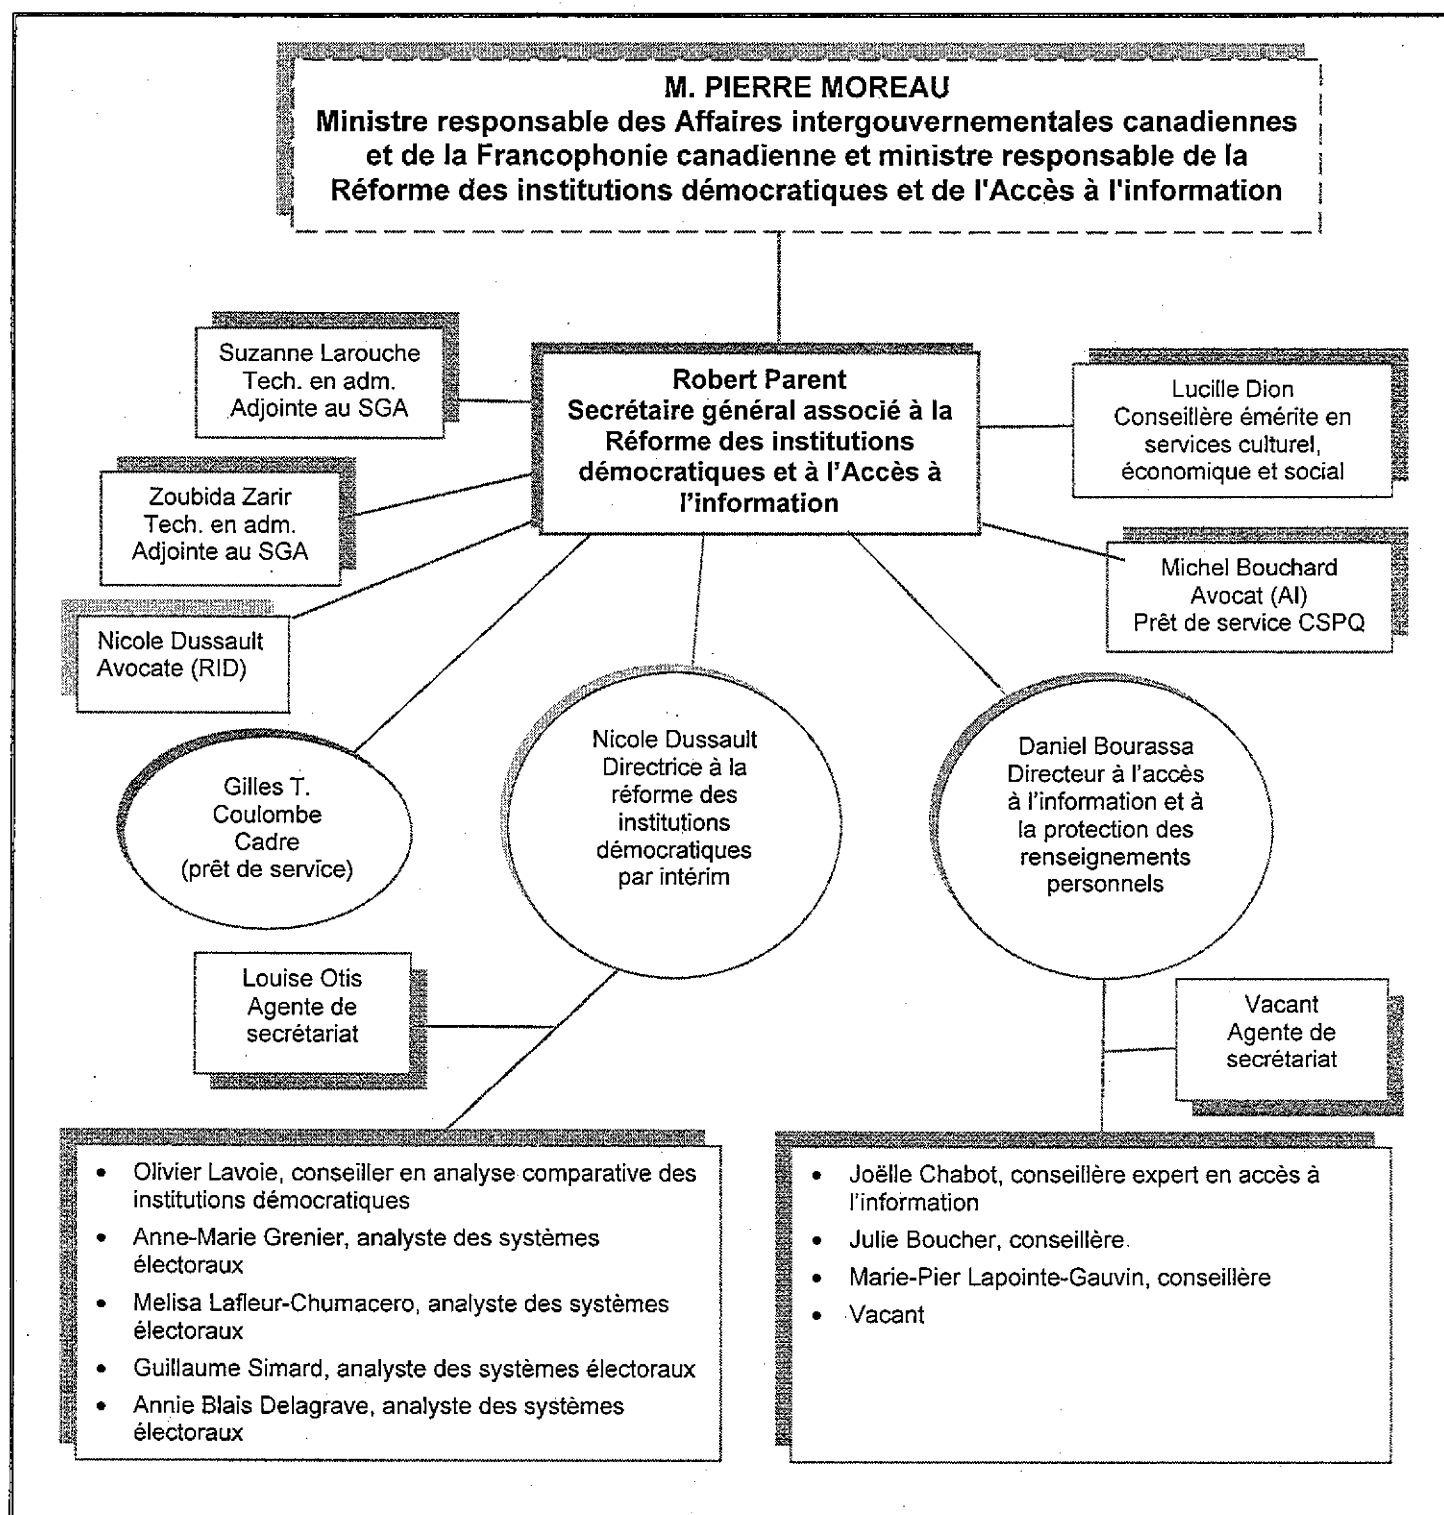 M. PIERRE MOREAU
Ministre responsable des Affaires intergouvernementales canadiennes
et de la Francophonie canadienne et ministre responsable de la
Réforme des institutions démocratiques et de l'Accès à l'information
Suzanne Larouche
Tech. en adm.
Adjointe au SGA
Robert Parent
Secrétaire général associé à la
Réforme des institutions
démocratiques et à l'Accès à
l'information
Lucille Dion
Conseillère émérite en
services culturel,
économique et social
Zoubida Zarir
Tech. en adm.
Adjointe au SGA
Michel Bouchard
Avocat (AI)
Prêt de service CSPQ
Nicole Dussault
Avocate (RID)
Gilles T.
Coulombe
Cadre
(prêt de service)
Nicole Dussault
Directrice à la
réforme des
institutions
démocratiques
par intérim
Daniel Bourassa
Directeur à l'accès
à l'information et à
la protection des
renseignements
personnels
Louise Otis
Agente de
secrétariat
Vacant
Agente de
secrétariat
• Olivier Lavoie, conseiller en analyse comparative des
institutions démocratiques
• Anne-Marie Grenier, analyste des systèmes
électoraux
• Melisa Lafleur-Chumacero, analyste des systèmes
électoraux
• Guillaume Simard, analyste des systèmes électoraux
• Annie Blais Delagrave, analyste des systèmes
électoraux
• Joëlle Chabot, conseillère expert en accès à
l'information
• Julie Boucher, conseillère
• Marie-Pier Lapointe-Gauvin, conseillère
• Vacant